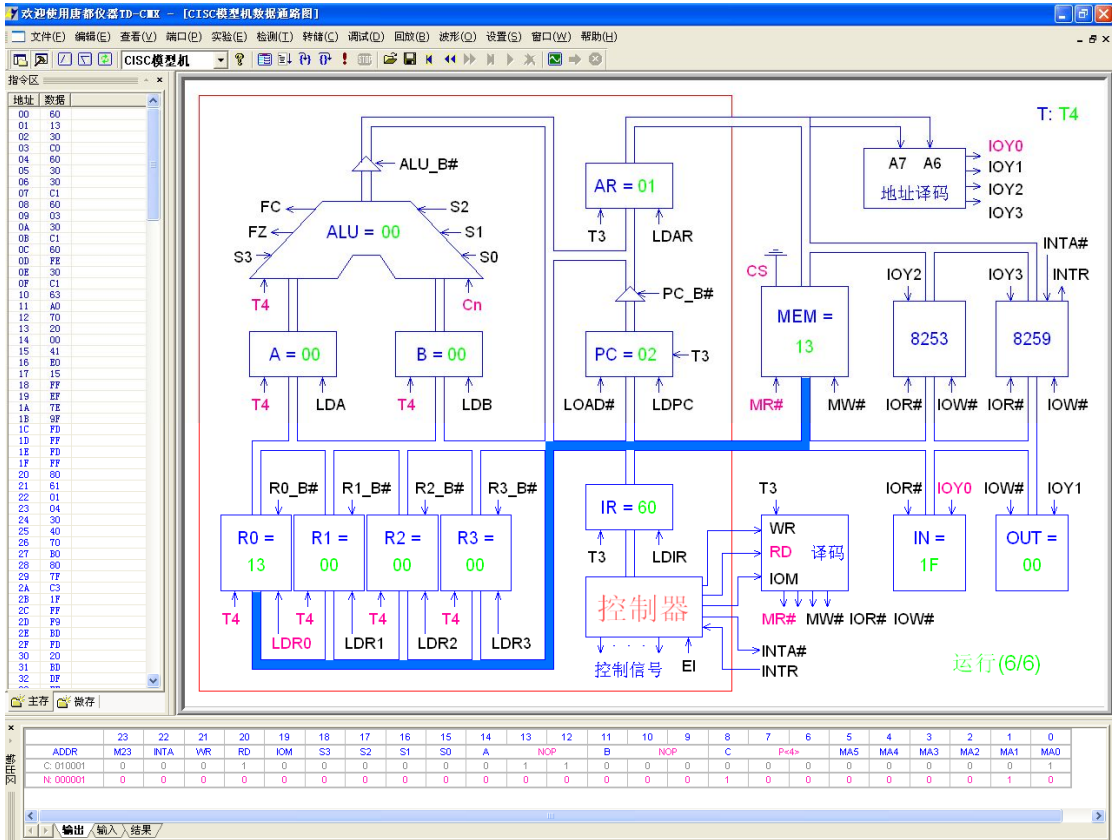 欢迎使用唐都仪器TD-CMX - [CISC模型机数据通路图]
文件(F) 编辑(E) 查看(V) 端口(P) 实验(E) 检测(I) 转储(C) 调试(D) 回放(B) 波形(O) 设置(S) 窗口(W) 帮助(H)
CISC模型机
指令区
地址 数据
00 60
01 13
02 30
03 C0
04 60
05 30
06 30
07 C1
08 60
09 03
0A 30
0B C1
0C 60
0D FE
0E 30
0F C1
10 63
11 A0
12 70
13 20
14 00
15 41
16 E0
17 15
18 FF
19 EF
1A 7E
1B 9F
1C FD
1D FF
1E FD
1F FF
20 80
21 61
22 01
23 04
24 30
25 40
26 70
27 B0
28 80
29 7F
2A C3
2B 1F
2C FF
2D F9
2E BD
2F FD
30 20
31 BD
32 DF
主存 微存
T: T4
ALU_B#
FC
FZ
S3
ALU = 00
S2
S1
S0
T4
Cn
A = 00
B = 00
T4 LDA T4 LDB
AR = 01
T3 LDAR
PC_B#
PC = 02
T3
LOAD# LDPC
A7 A6
地址译码
IOY0
IOY1
IOY2
IOY3
CS
MEM =
13
MR# MW#
IOY2
8253
IOR# IOW#
IOY3
INTA#
INTR
8259
IOR# IOW#
R0_B# R1_B# R2_B# R3_B#
R0 =
13
R1 =
00
R2 =
00
R3 =
00
T4 T4 T4 T4
LDR0 LDR1 LDR2 LDR3
IR = 60
T3 LDIR
控制器
· · ·
控制信号
EI
INTA#
INTR
T3
WR
RD
IOM
译码
MR# MW# IOR# IOW#
IOR# IOY0
IN =
1F
IOW# IOY1
OUT =
00
运行(6/6)
23 22 21 20 19 18 17 16 15 14 13 12 11 10 9 8 7 6 5 4 3 2 1 0
ADDR M23 INTA WR RD IOM S3 S2 S1 S0 A NOP B NOP C P<4> MA5 MA4 MA3 MA2 MA1 MA0
C: 010001 0 0 0 1 0 0 0 0 0 0 1 1 0 0 0 0 0 0 0 0 0 0 0 1
N: 000001 0 0 0 0 0 0 0 0 0 0 0 0 0 0 0 1 0 0 0 0 0 0 1 0
输出 输入 结果